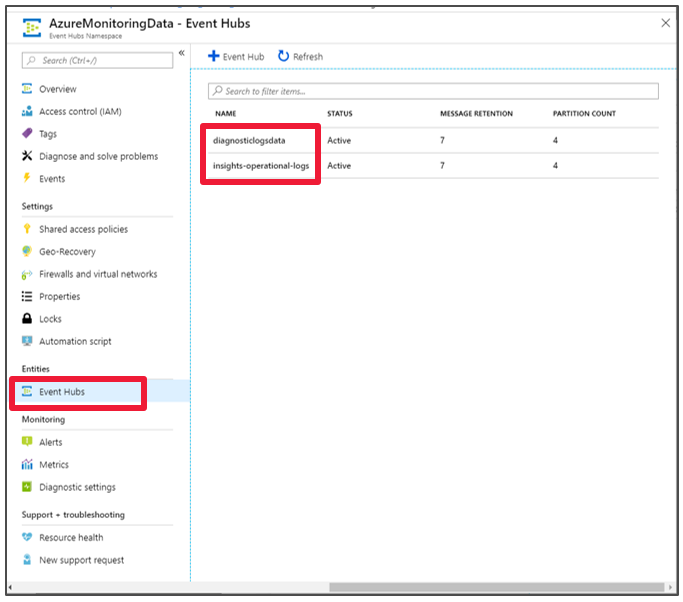 AzureMonitoringData - Event Hubs
Event Hubs Namespace
Search (Ctrl+/)
Overview
Access control (IAM)
Tags
Diagnose and solve problems
Events
Settings
Shared access policies
Geo-Recovery
Firewalls and virtual networks
Properties
Locks
Automation script
Entities
Event Hubs
Monitoring
Alerts
Metrics
Diagnostic settings
Support + troubleshooting
Resource health
New support request
Event Hub Refresh
Search to filter items...
NAME STATUS MESSAGE RETENTION PARTITION COUNT
diagnosticlogsdata Active 7 4
insights-operational-logs Active 7 4